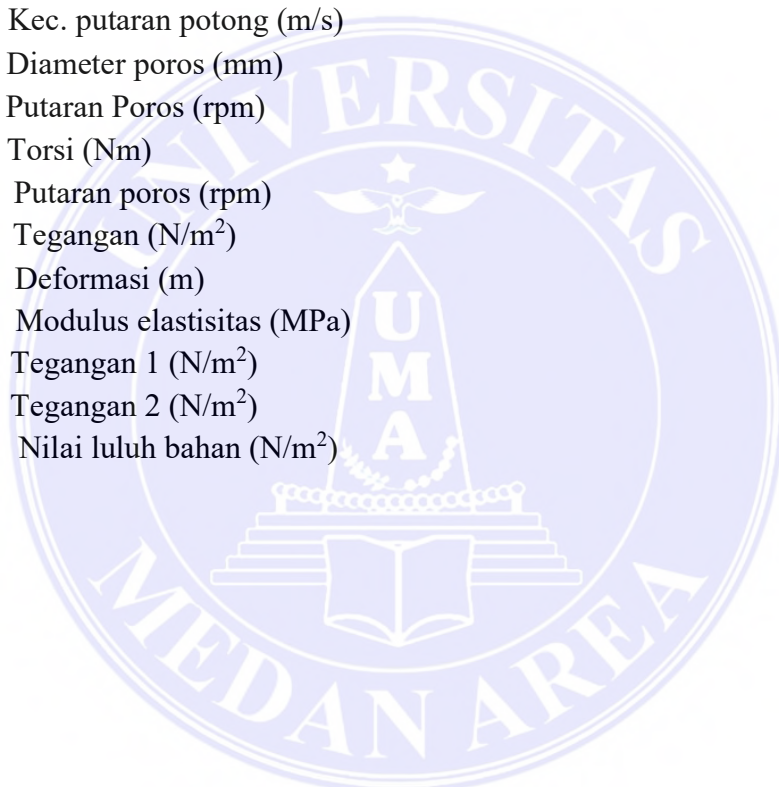 Kec. putaran potong (m/s)
Diameter poros (mm)
Putaran Poros (rpm)
Torsi (Nm)
Putaran poros (rpm)
Tegangan (N/m²)
Deformasi (m)
Modulus elastisitas (MPa)
Tegangan 1 (N/m²)
Tegangan 2 (N/m²)
Nilai luluh bahan (N/m²)
UNIVERSITAS
UMA
MEDAN AREA